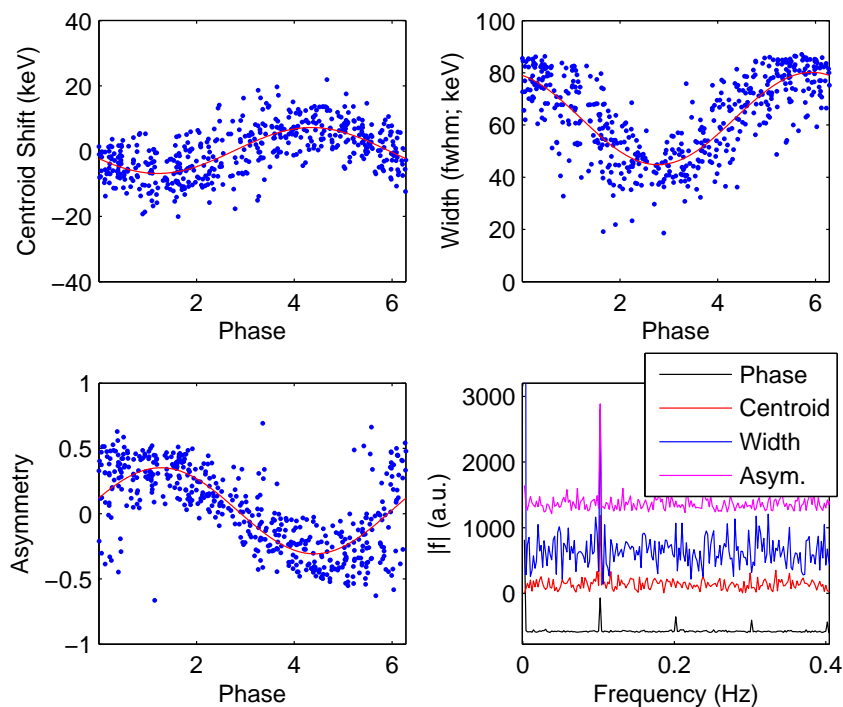 40
20
0
−20
−40
Centroid Shift (keV)
2
4
6
Phase
100
80
60
40
20
0
Width (fwhm; keV)
2
4
6
Phase
1
0.5
0
−0.5
−1
Asymmetry
2
4
6
Phase
3000
2000
1000
0
|f| (a.u.)
0
0.2
0.4
Frequency (Hz)
Phase
Centroid
Width
Asym.